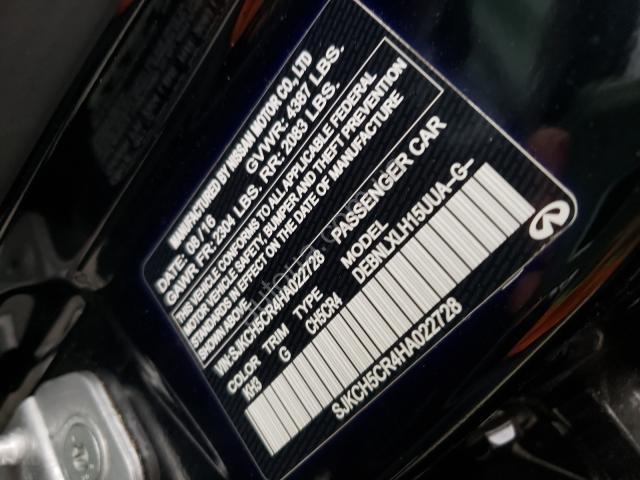 MANUFACTURED BY NISSAN MOTOR CO., LTD
DATE: 08/16 GVWR: 4387 LBS.
GAWR FR: 2304 LBS. RR: 2083 LBS.
THIS VEHICLE CONFORMS TO ALL APPLICABLE FEDERAL
MOTOR VEHICLE SAFETY, BUMPER AND THEFT PREVENTION
STANDARDS IN EFFECT ON THE DATE OF MANUFACTURE
SHOWN ABOVE.
VIN-SJKCH5CR4HA022728 PASSENGER CAR
COLOR TRIM TYPE MODEL
KH3 G CH5CR4 DEBNLXLH15UUA-G--
SJKCH5CR4HA022728